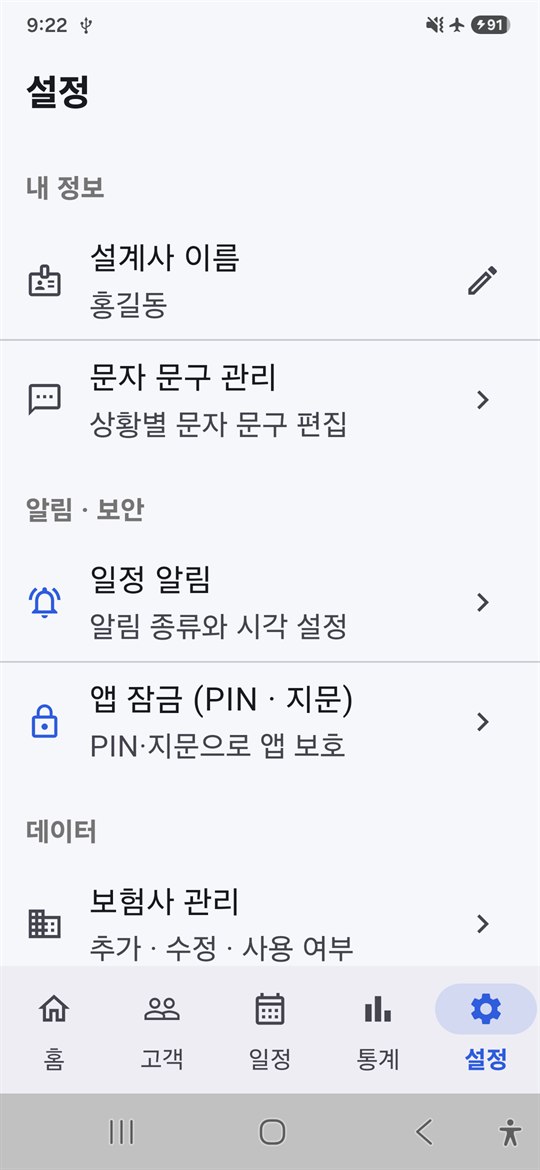 9:22
91
설정
내 정보
설계사 이름
홍길동
문자 문구 관리
상황별 문자 문구 편집
알림 · 보안
일정 알림
알림 종류와 시각 설정
앱 잠금 (PIN · 지문)
PIN·지문으로 앱 보호
데이터
보험사 관리
추가 · 수정 · 사용 여부
홈 고객 일정 통계 설정